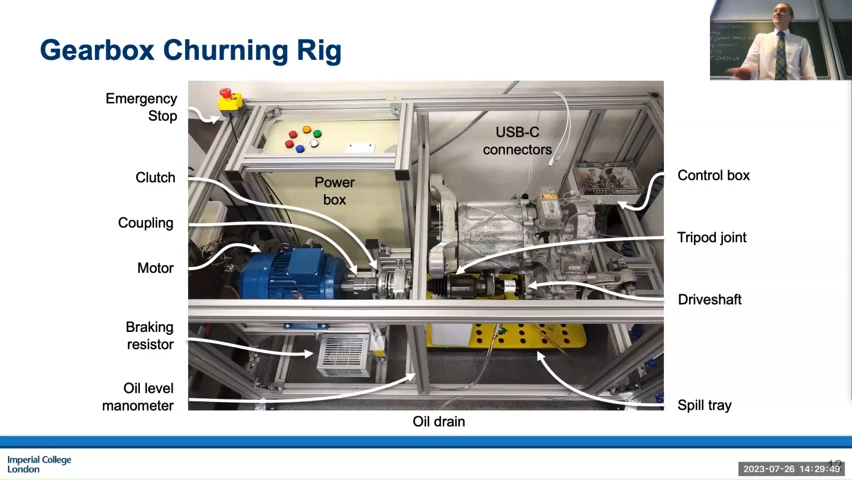 Gearbox Churning Rig
Emergency
Stop
Clutch
Coupling
Motor
Braking
resistor
Oil level
manometer
Power
box
USB-C
connectors
Control box
Tripod joint
Driveshaft
Spill tray
Oil drain
Imperial College
London
2023-07-26 14:29:49